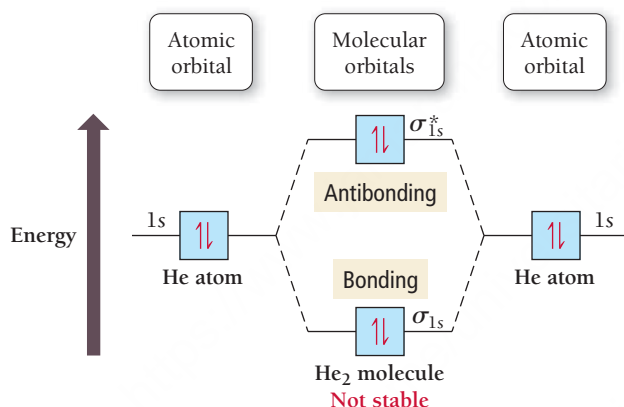 Atomic
orbital
Molecular
orbitals
Atomic
orbital
Energy
1s
He atom
σ*1s
Antibonding
Bonding
σ1s
He2 molecule
Not stable
1s
He atom